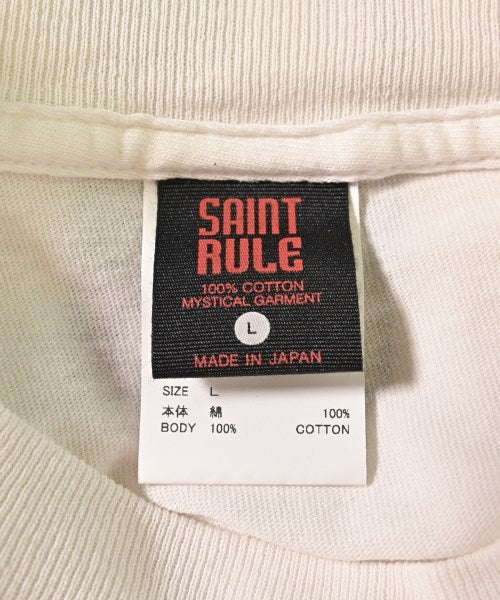 SAINT
RULE
100% COTTON
MYSTICAL GARMENT
L
MADE IN JAPAN
SIZE L
本体 綿 100%
BODY 100% COTTON